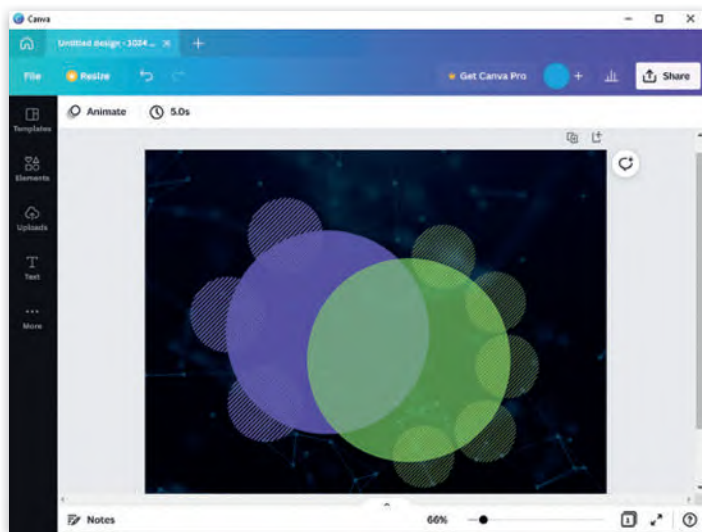 Canva
Untitled design - 1024 ...
File
Resize
Get Canva Pro
Share
Animate
5.0s
Templates
Elements
Uploads
Text
More
Notes
66%
1